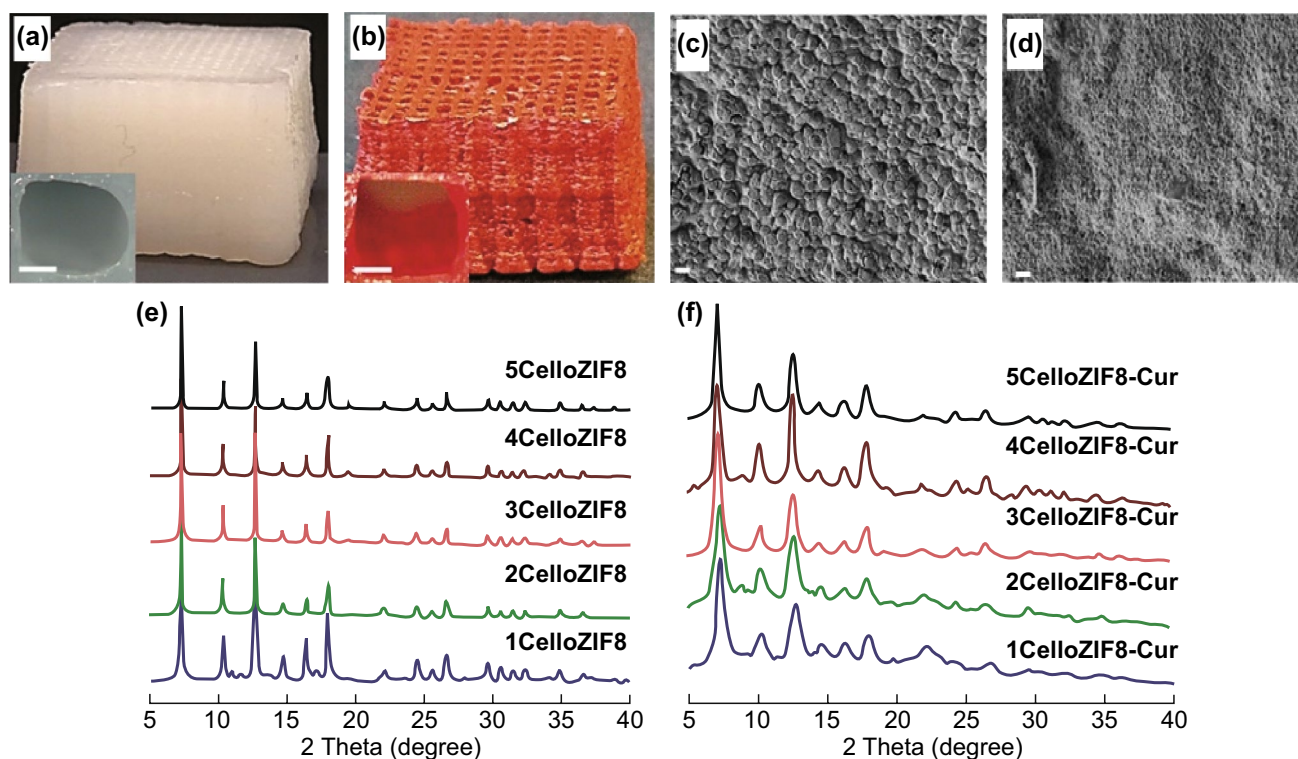 (a)
(b)
(c)
(d)
(e)
5CelloZIF8
4CelloZIF8
3CelloZIF8
2CelloZIF8
1CelloZIF8
5 10 15 20 25 30 35 40
2 Theta (degree)
(f)
5CelloZIF8-Cur
4CelloZIF8-Cur
3CelloZIF8-Cur
2CelloZIF8-Cur
1CelloZIF8-Cur
5 10 15 20 25 30 35 40
2 Theta (degree)